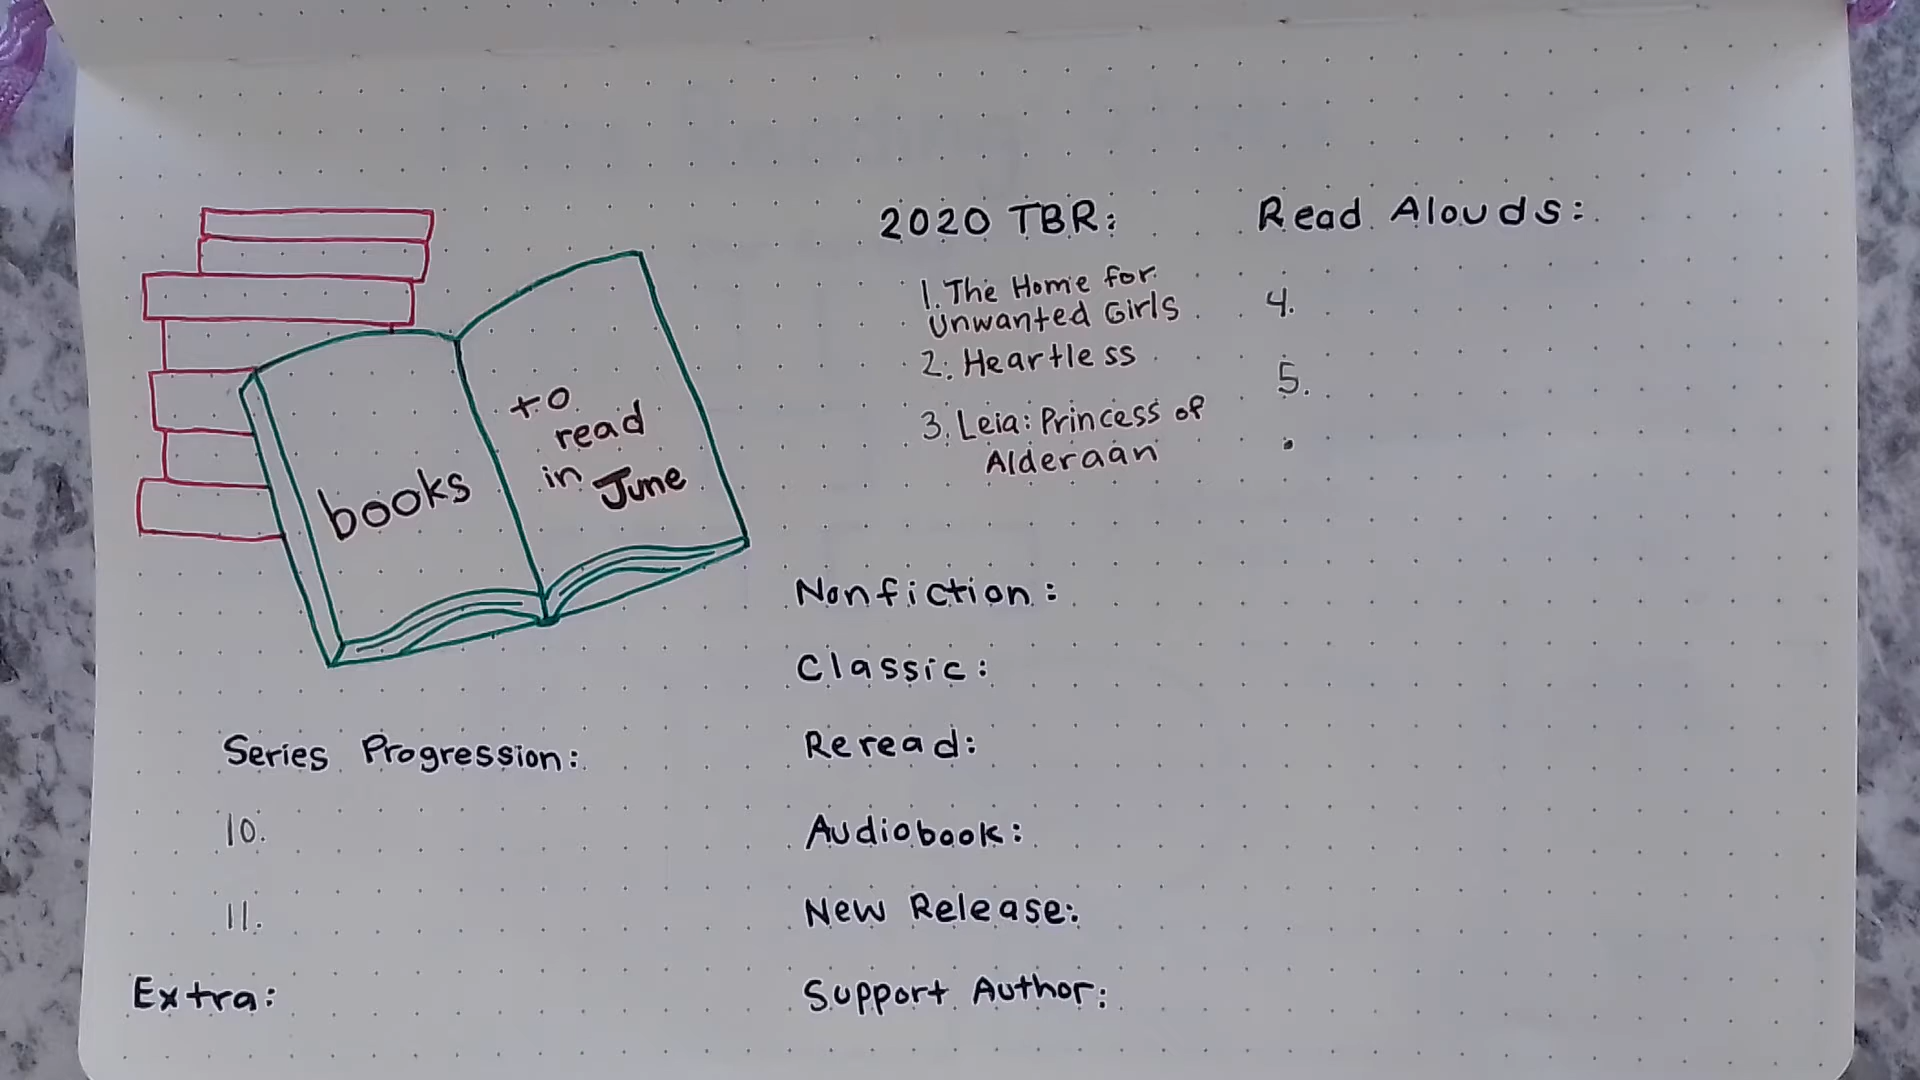 books
to
read
in June
2020 TBR:
1. The Home for
Unwanted Girls
2. Heartless
3. Leia: Princess of
Alderaan
Read Alouds:
4.
5.
.
Nonfiction:
Classic:
Reread:
Audiobook:
New Release:
Support Author:
Series Progression:
10.
11.
Extra: